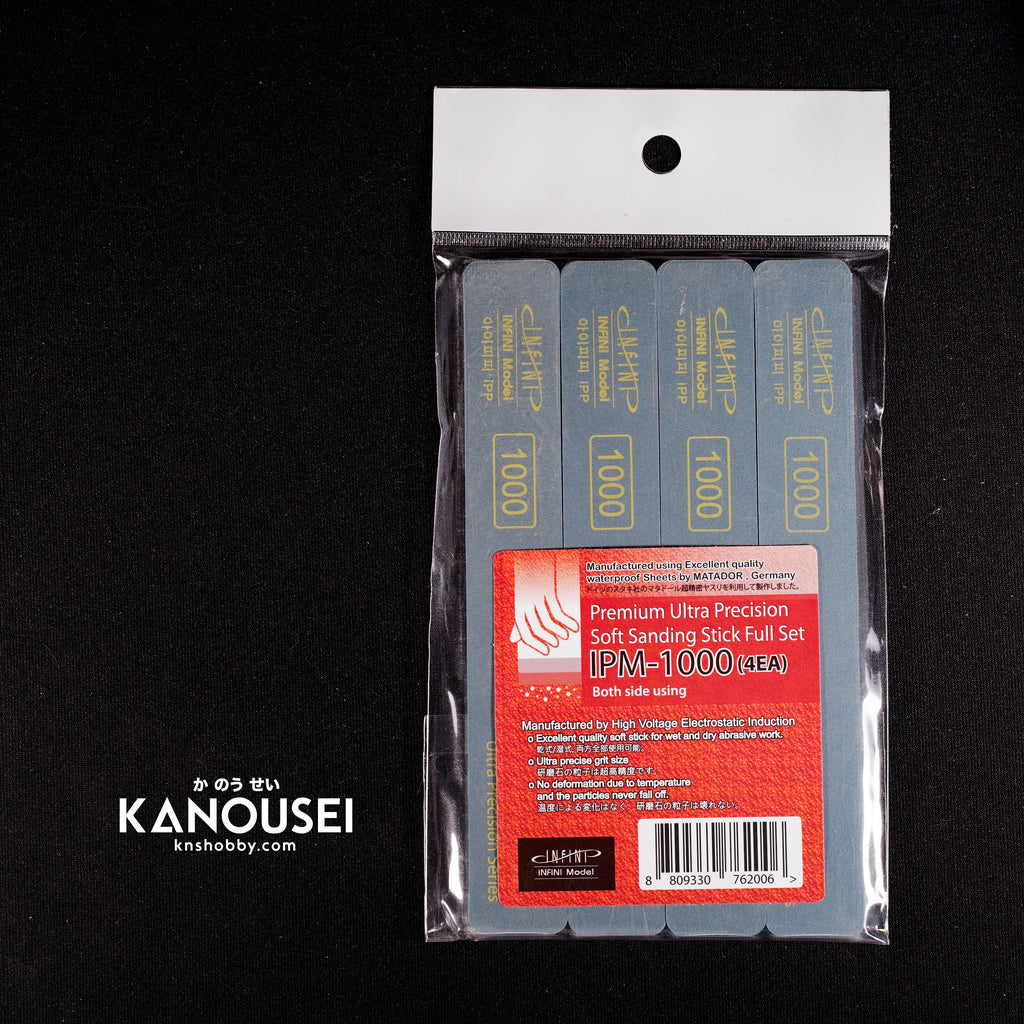 INFINI
INFINI Model
아이피피 IPP
1000
INFINI
INFINI Model
아이피피 IPP
1000
INFINI
INFINI Model
아이피피 IPP
1000
INFINI
INFINI Model
아이피피 IPP
1000
Ultra Precision Series
Manufactured using Excellent quality
waterproof Sheets by MATADOR , Germany
ドイツのスタキ社のマタドール超精密ヤスリを利用して製作しました。
Premium Ultra Precision
Soft Sanding Stick Full Set
IPM-1000 (4EA)
Both side using
Manufactured by High Voltage Electrostatic Induction
o Excellent quality soft stick for wet and dry abrasive work.
乾式/湿式, 両方全部使用可能。
o Ultra precise grit size
研磨石の粒子は超高精度です。
o No deformation due to temperature
and the particles never fall off.
温度による変化はなく、研磨石の粒子は壊れない。
INFINI
INFINI Model
8 809330 762006 >
か のう せい
KANOUSEI
knshobby.com